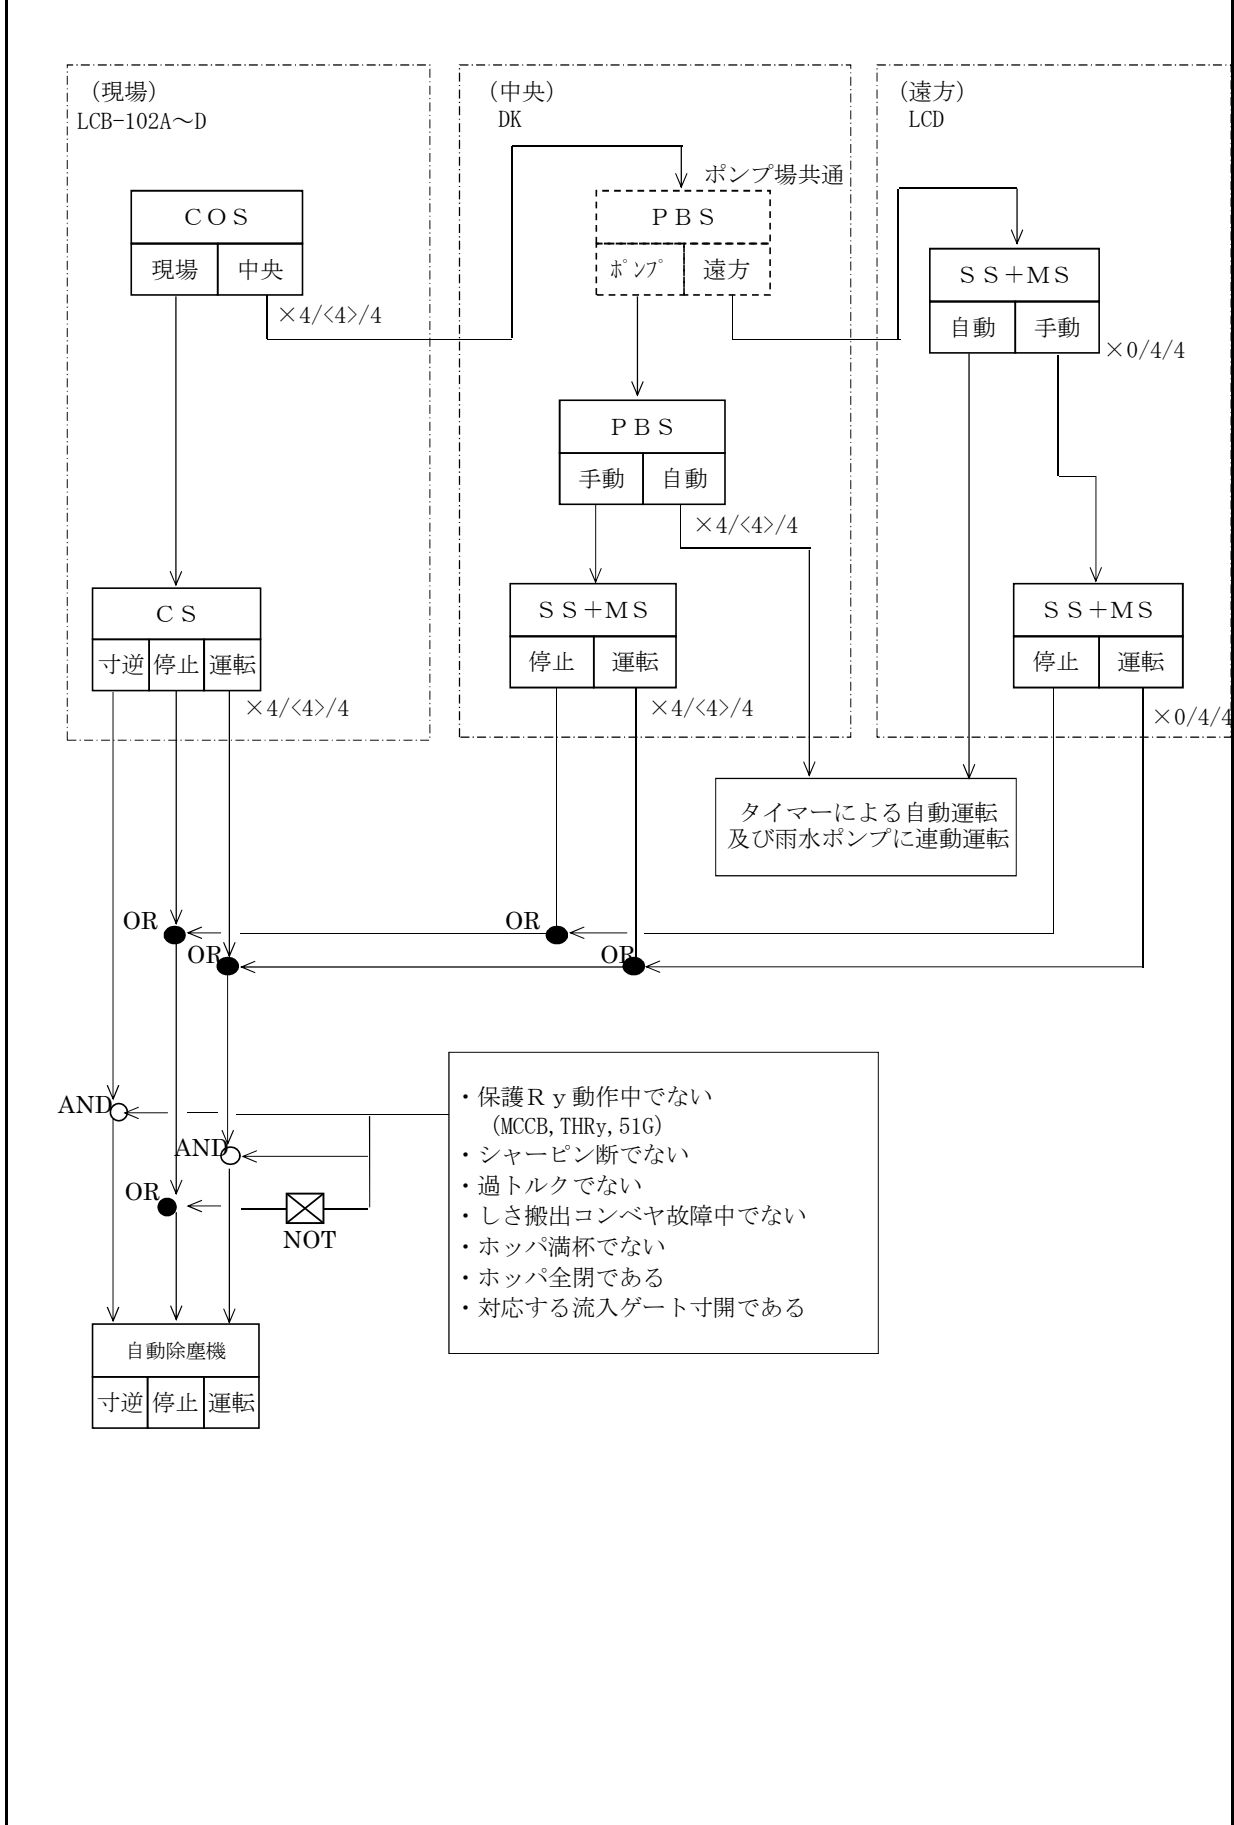 (現場)
LCB-102A～D
COS
現場 中央
×4/<4>/4
CS
寸逆 停止 運転
×4/<4>/4
(中央)
DK
ポンプ場共通
PBS
ポンプ 遠方
PBS
手動 自動
×4/<4>/4
SS+MS
停止 運転
×4/<4>/4
(遠方)
LCD
SS+MS
自動 手動
×0/4/4
SS+MS
停止 運転
×0/4/4
タイマーによる自動運転
及び雨水ポンプに連動運転
OR
OR
OR
OR
AND
AND
OR
NOT
・保護Ｒｙ動作中でない
(MCCB,THRy,51G)
・シャーピン断でない
・過トルクでない
・しさ搬出コンベヤ故障中でない
・ホッパ満杯でない
・ホッパ全閉である
・対応する流入ゲート寸開である
自動除塵機
寸逆 停止 運転